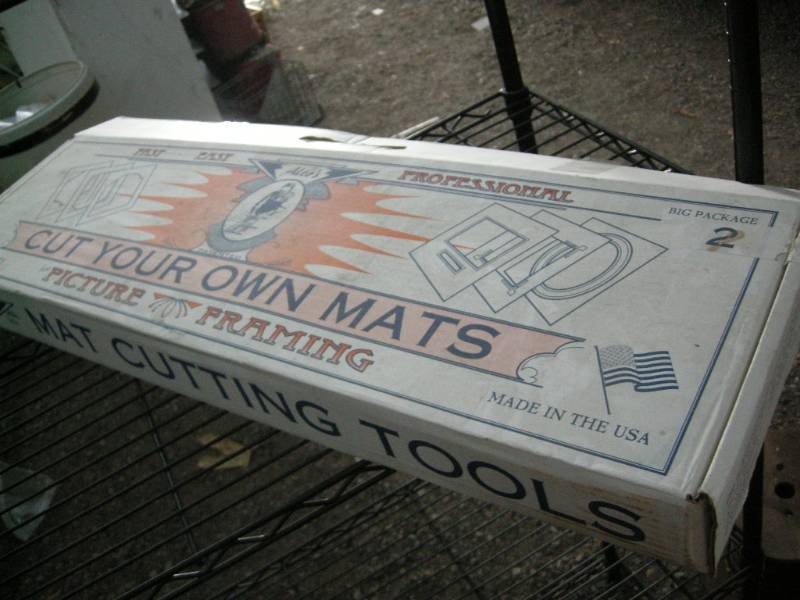 FAST EASY
Alto's
PROFESSIONAL
BIG PACKAGE
2
CUT YOUR OWN MATS
PICTURE FRAMING
MADE IN THE USA
MAT CUTTING TOOLS